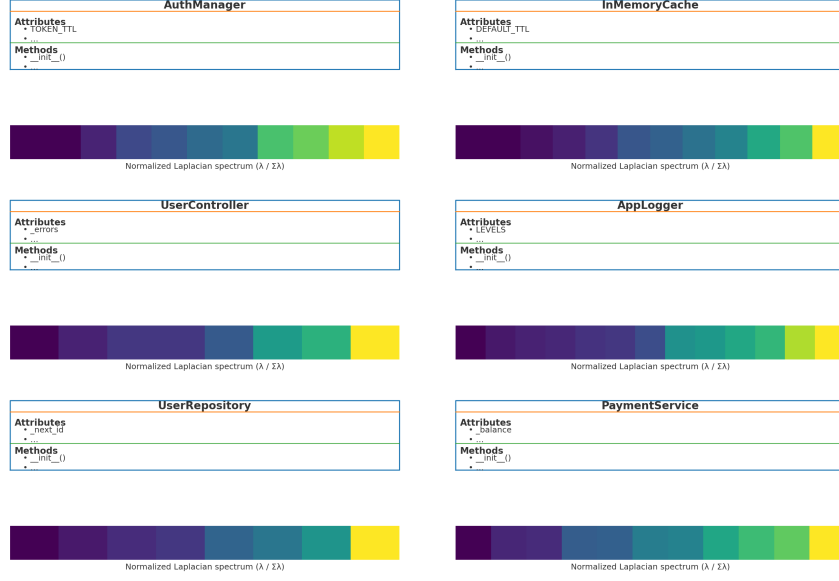 AuthManager
Attributes
• TOKEN_TTL
• ...
Methods
• __init__()
• ...
Normalized Laplacian spectrum (λ / Σλ)
InMemoryCache
Attributes
• DEFAULT_TTL
• ...
Methods
• __init__()
• ...
Normalized Laplacian spectrum (λ / Σλ)
UserController
Attributes
• _errors
• ...
Methods
• __init__()
• ...
Normalized Laplacian spectrum (λ / Σλ)
AppLogger
Attributes
• LEVELS
• ...
Methods
• __init__()
• ...
Normalized Laplacian spectrum (λ / Σλ)
UserRepository
Attributes
• _next_id
• ...
Methods
• __init__()
• ...
Normalized Laplacian spectrum (λ / Σλ)
PaymentService
Attributes
• _balance
• ...
Methods
• __init__()
• ...
Normalized Laplacian spectrum (λ / Σλ)